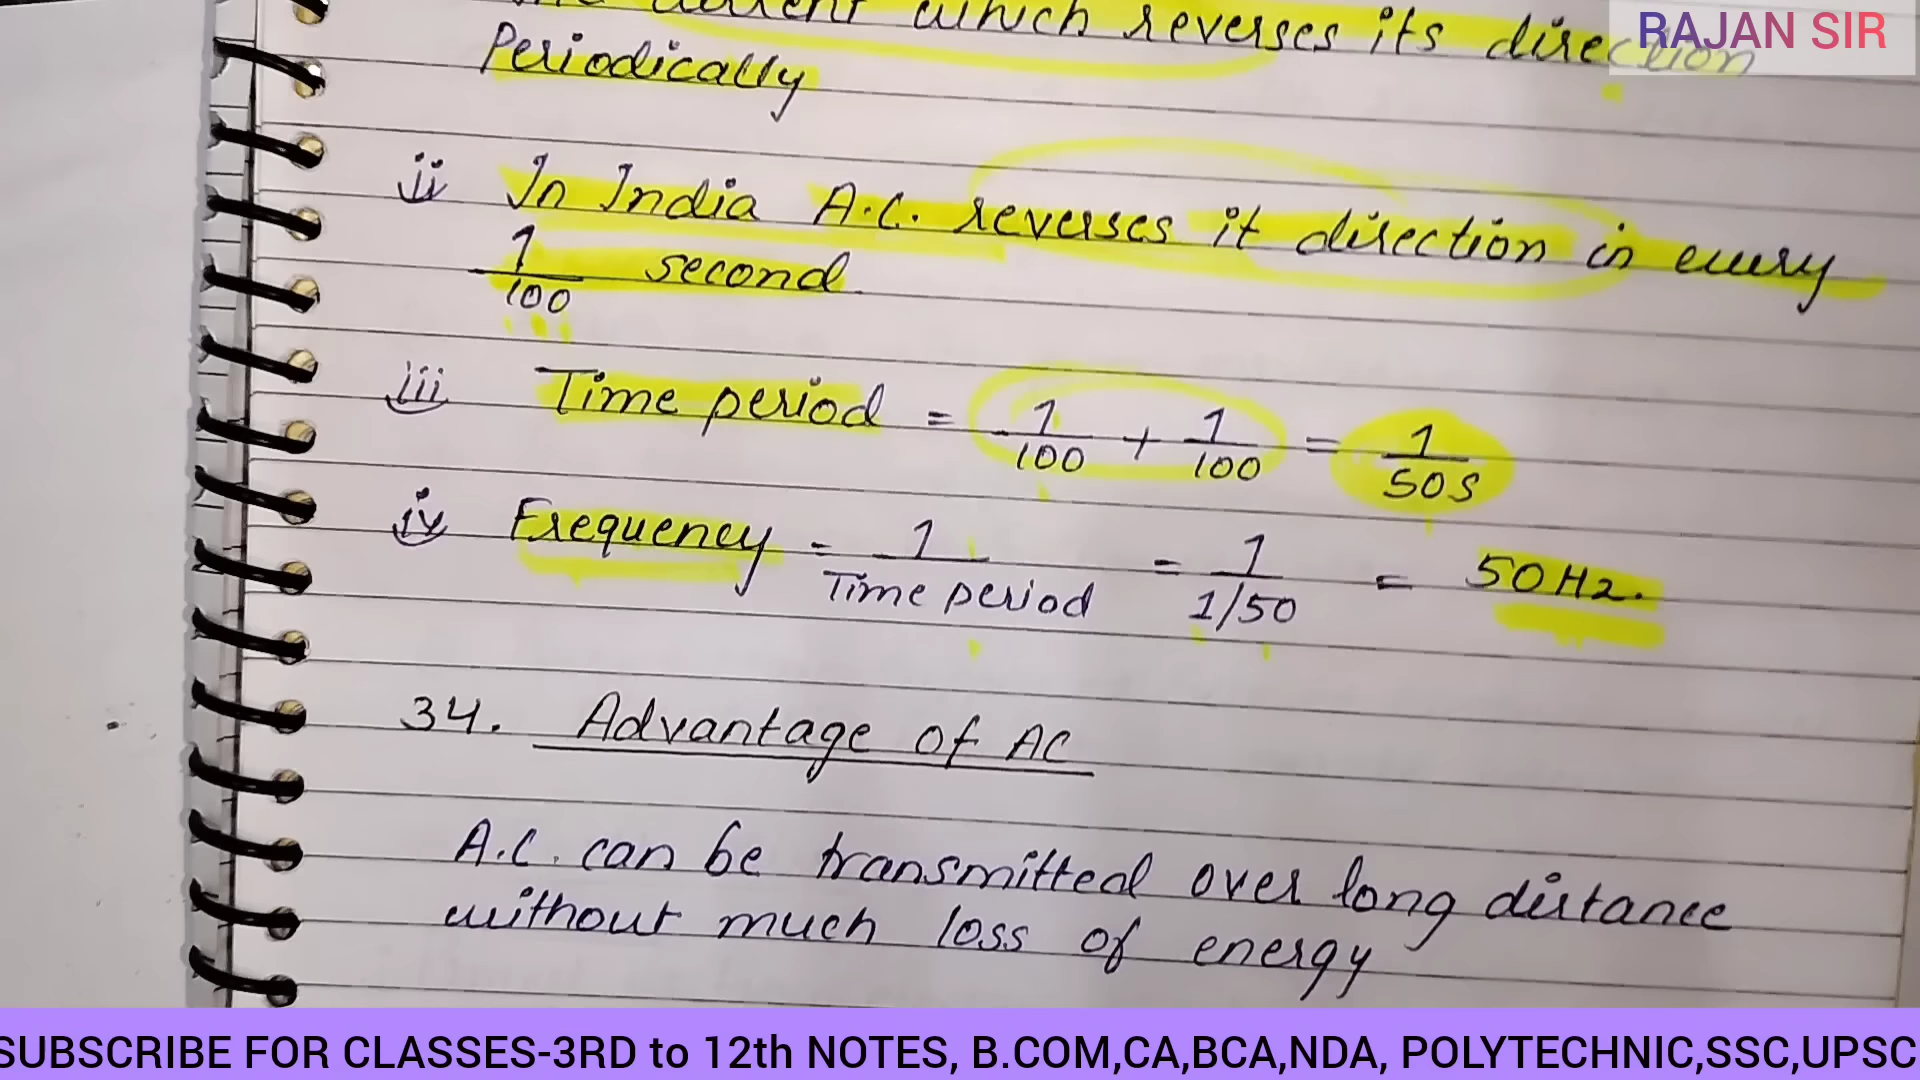 current which reverses its direction
RAJAN SIR
Periodically
ii In India A.C. reverses it direction in every
1/100 second.
iii Time period = 1/100 + 1/100 = 1/50s
iv Frequency = 1/Time period = 1/1/50 = 50Hz.
34. Advantage of AC
A.C. can be transmitted over long distance
without much loss of energy
SUBSCRIBE FOR CLASSES-3RD to 12th NOTES, B.COM,CA,BCA,NDA, POLYTECHNIC,SSC,UPSC